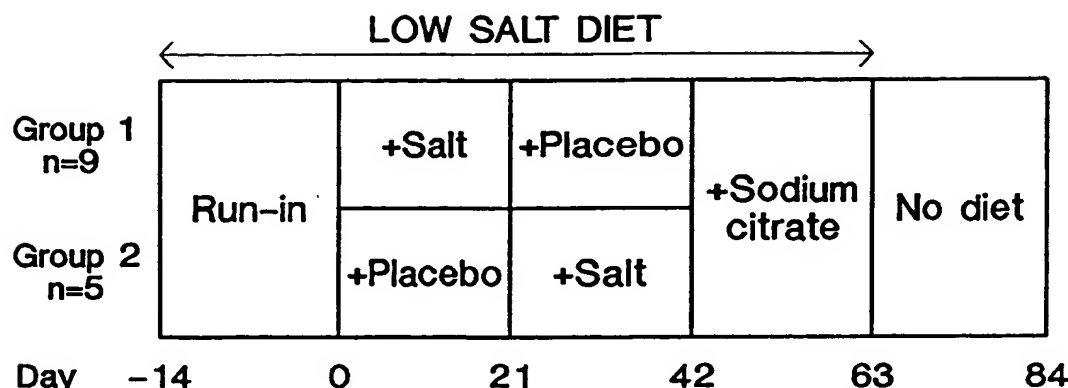 LOW SALT DIET
Group 1
n=9
+Salt
+Placebo
Run-in
+Sodium
citrate
No diet
Group 2
n=5
+Placebo
+Salt
Day -14 0 21 42 63 84